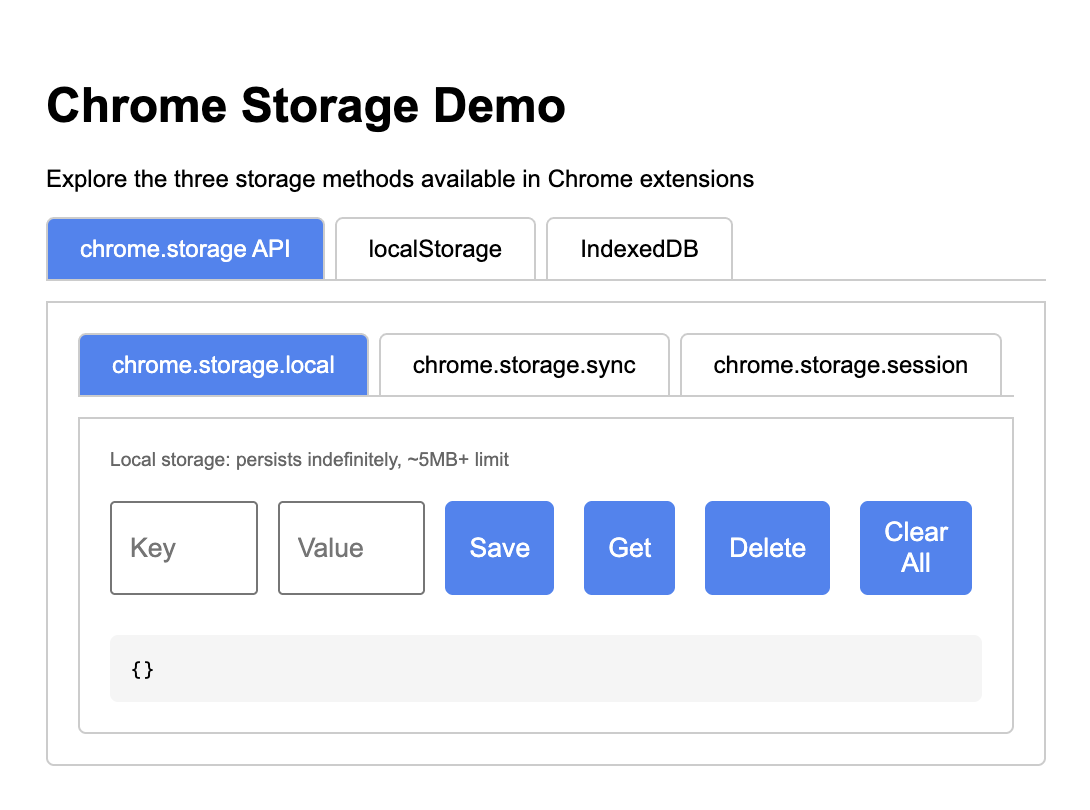 Chrome Storage Demo
Explore the three storage methods available in Chrome extensions
chrome.storage API localStorage IndexedDB
chrome.storage.local chrome.storage.sync chrome.storage.session
Local storage: persists indefinitely, ~5MB+ limit
Key Value Save Get Delete Clear
All
{}